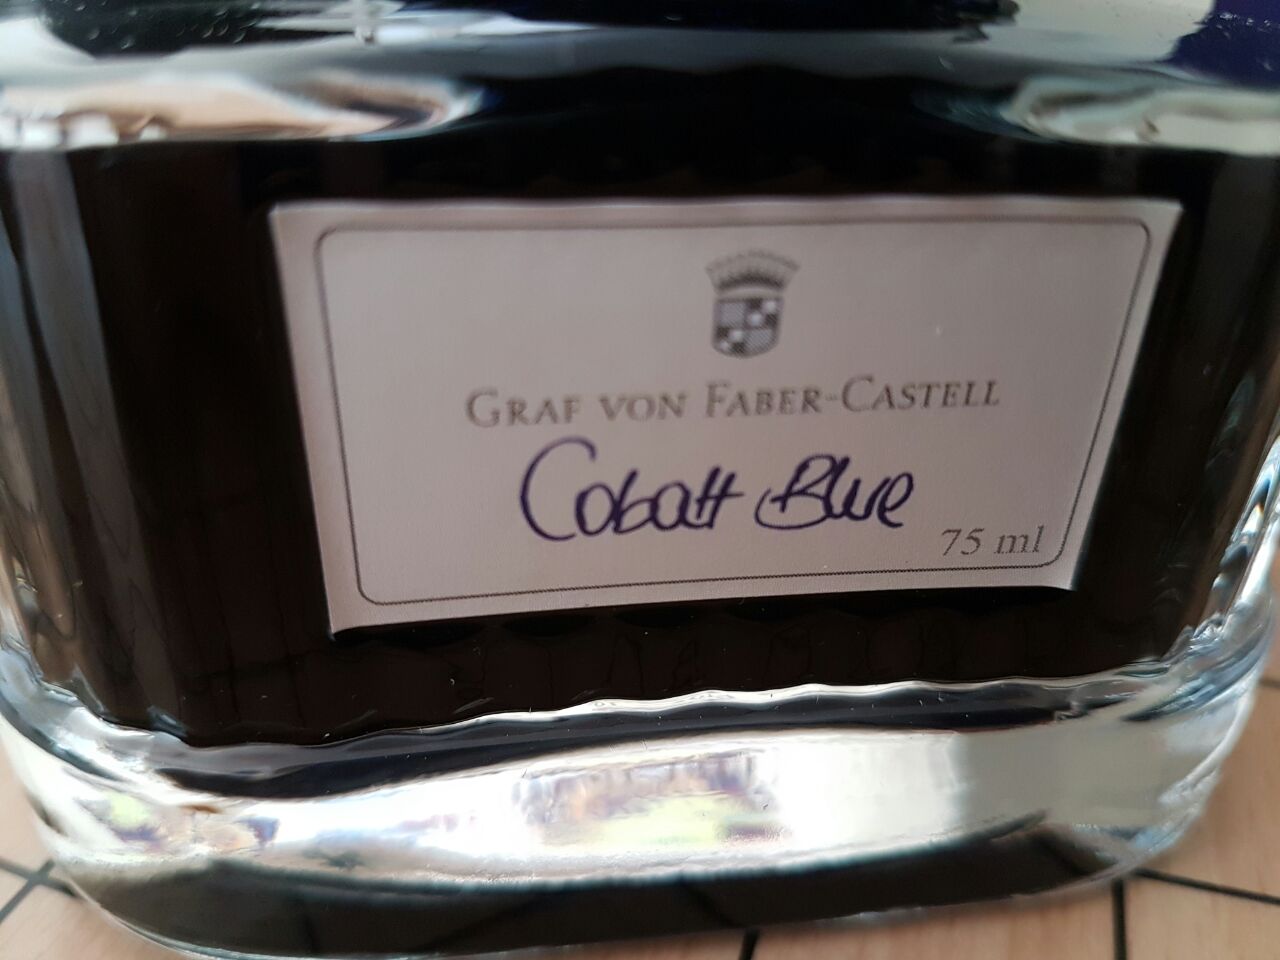 GRAF VON FABER-CASTELL
Cobalt Blue
75 ml